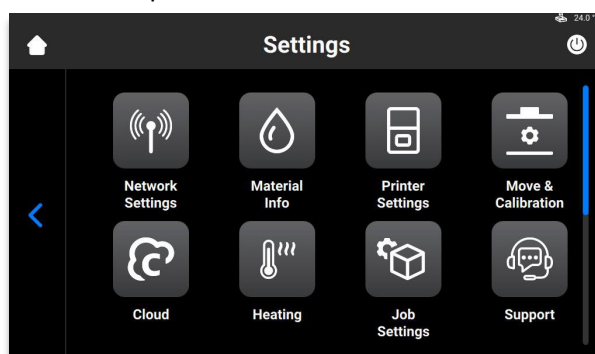 24.0°
Settings
Network
Settings
Material
Info
Printer
Settings
Move &
Calibration
C
Cloud
Heating
Job
Settings
Support